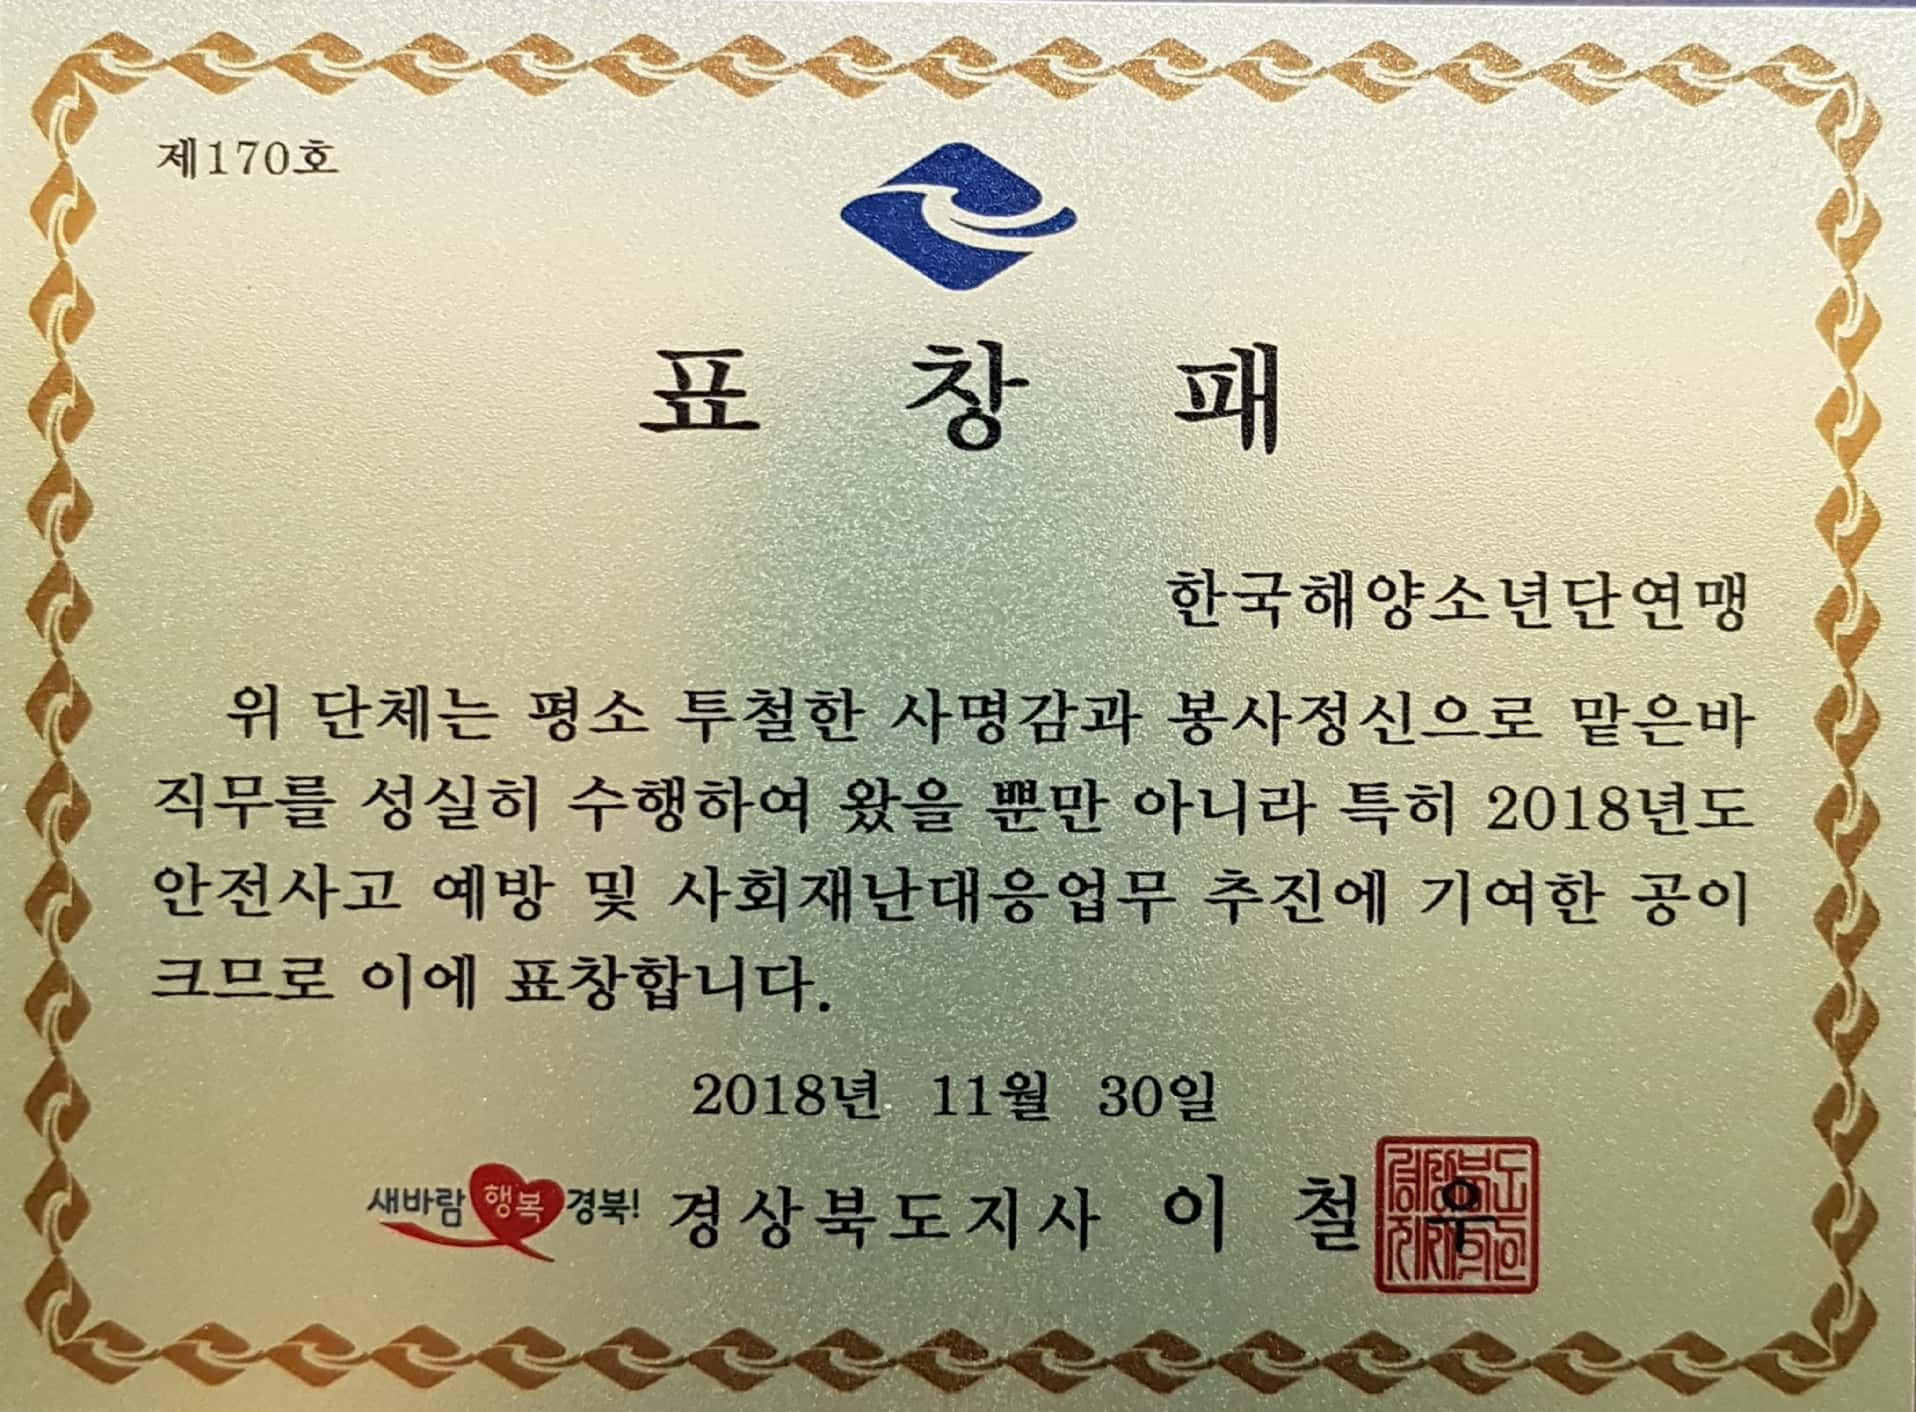 제170호
표 창 패
한국해양소년단연맹
위 단체는 평소 투철한 사명감과 봉사정신으로 맡은바
직무를 성실히 수행하여 왔을 뿐만 아니라 특히 2018년도
안전사고 예방 및 사회재난대응업무 추진에 기여한 공이
크므로 이에 표창합니다.
2018년 11월 30일
새바람 행복 경북! 경상북도지사 이 철 우